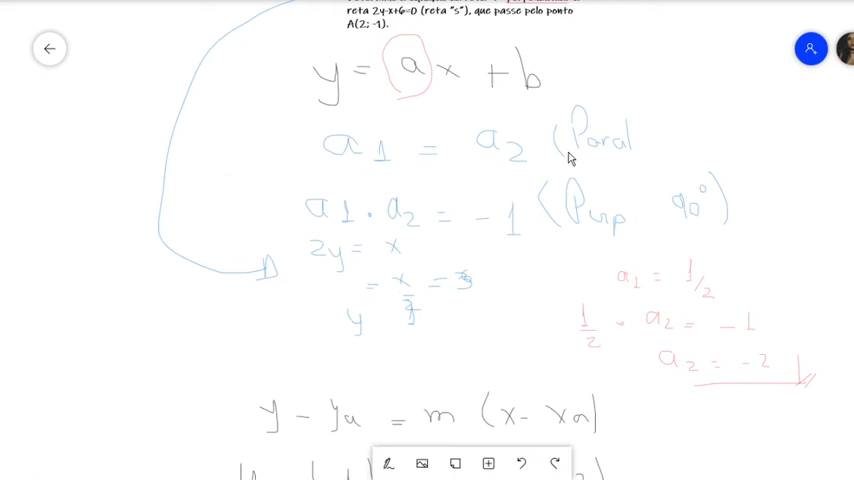 reta 2y-x+6=0 (reta "s"), que passe pelo ponto
A(2; -1).
y = a x + b
a1 = a2 (Paral
a1 . a2 = -1 (Perp. 90°)
2y = x
= x
y
a1 = 1/2
1/2 . a2 = -1
a2 = -2
y - ya = m (x - xa)